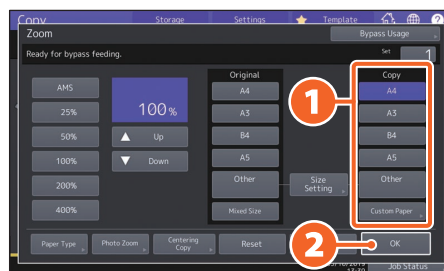 Copy Storage Settings Template
Zoom Bypass Usage
Ready for bypass feeding. Set 1
Original Copy
AMS
25%
50%
100%
200%
400%
100 %
Up
Down
A4
A3
B4
A5
Other
Mixed Size
Size
Setting
A4
A3
B4
A5
Other
Custom Paper
1
Paper Type Photo Zoom Centering
Copy Reset 2 OK
Job Status